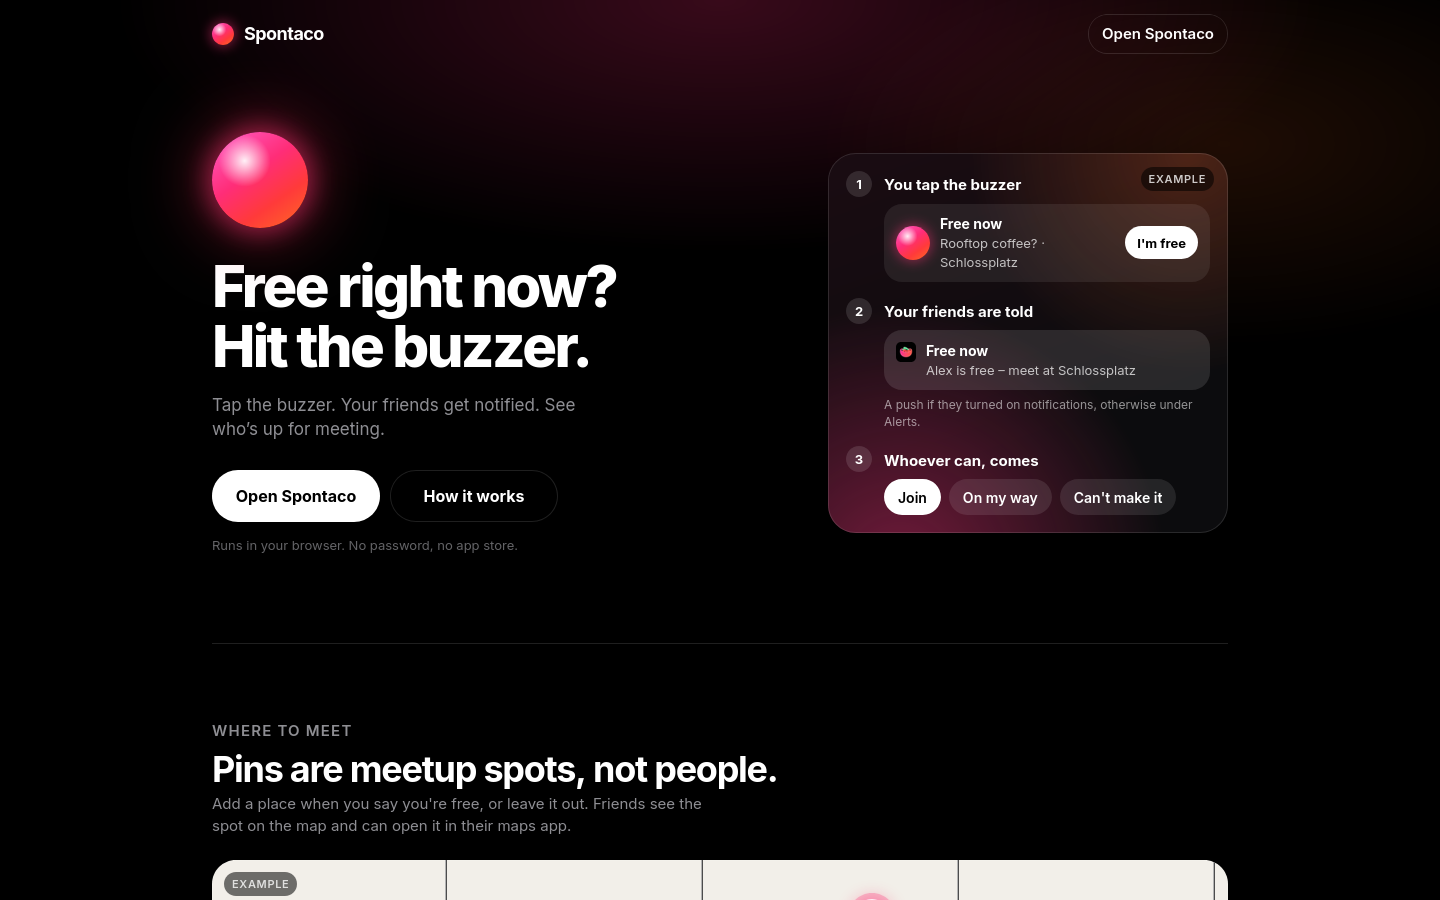 Spontaco
Open Spontaco
Free right now?
Hit the buzzer.
Tap the buzzer. Your friends get notified. See
who’s up for meeting.
Open Spontaco
How it works
Runs in your browser. No password, no app store.
EXAMPLE
1
You tap the buzzer
Free now
Rooftop coffee? ·
Schlossplatz
I'm free
2
Your friends are told
Free now
Alex is free – meet at Schlossplatz
A push if they turned on notifications, otherwise under
Alerts.
3
Whoever can, comes
Join
On my way
Can't make it
WHERE TO MEET
Pins are meetup spots, not people.
Add a place when you say you're free, or leave it out. Friends see the
spot on the map and can open it in their maps app.
EXAMPLE